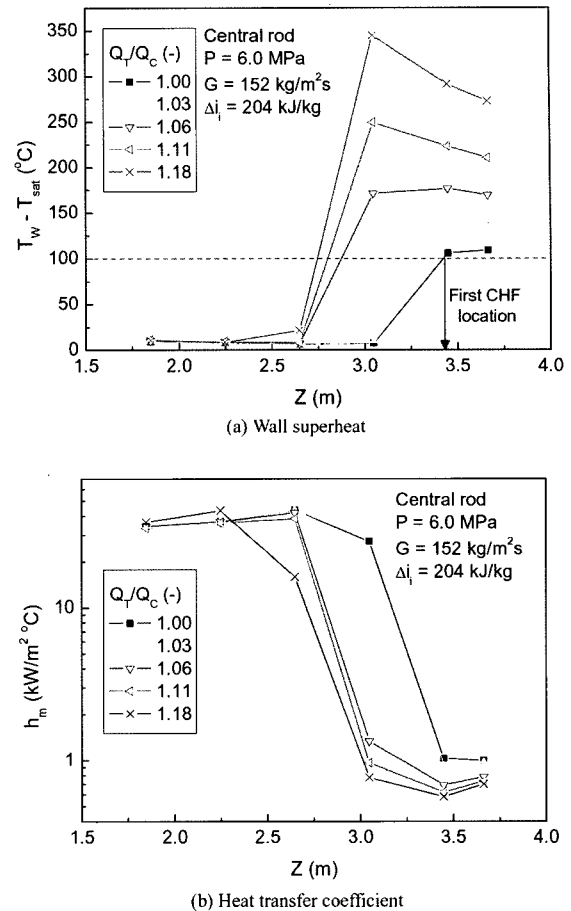 Central rod
P = 6.0 MPa
G = 152 kg/m²s
Δiᵢ = 204 kJ/kg
Q_T/Q_C (-)
1.00
1.03
1.06
1.11
1.18
350
300
250
200
150
100
50
0
T_W - T_sat (°C)
First CHF
location
1.5 2.0 2.5 3.0 3.5 4.0
Z (m)
(a) Wall superheat
Central rod
P = 6.0 MPa
G = 152 kg/m²s
Δiᵢ = 204 kJ/kg
Q_T/Q_C (-)
1.00
1.03
1.06
1.11
1.18
10
1
h_m (kW/m² °C)
1.5 2.0 2.5 3.0 3.5 4.0
Z (m)
(b) Heat transfer coefficient